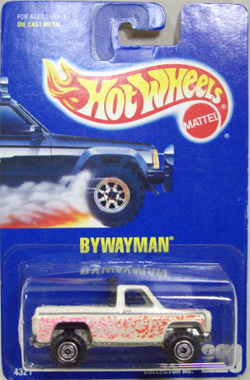 FOR AGES OVER 3
DIE CAST METAL
HOT WHEELS
MATTEL
BYWAYMAN®
4321
COLLECTOR NO.